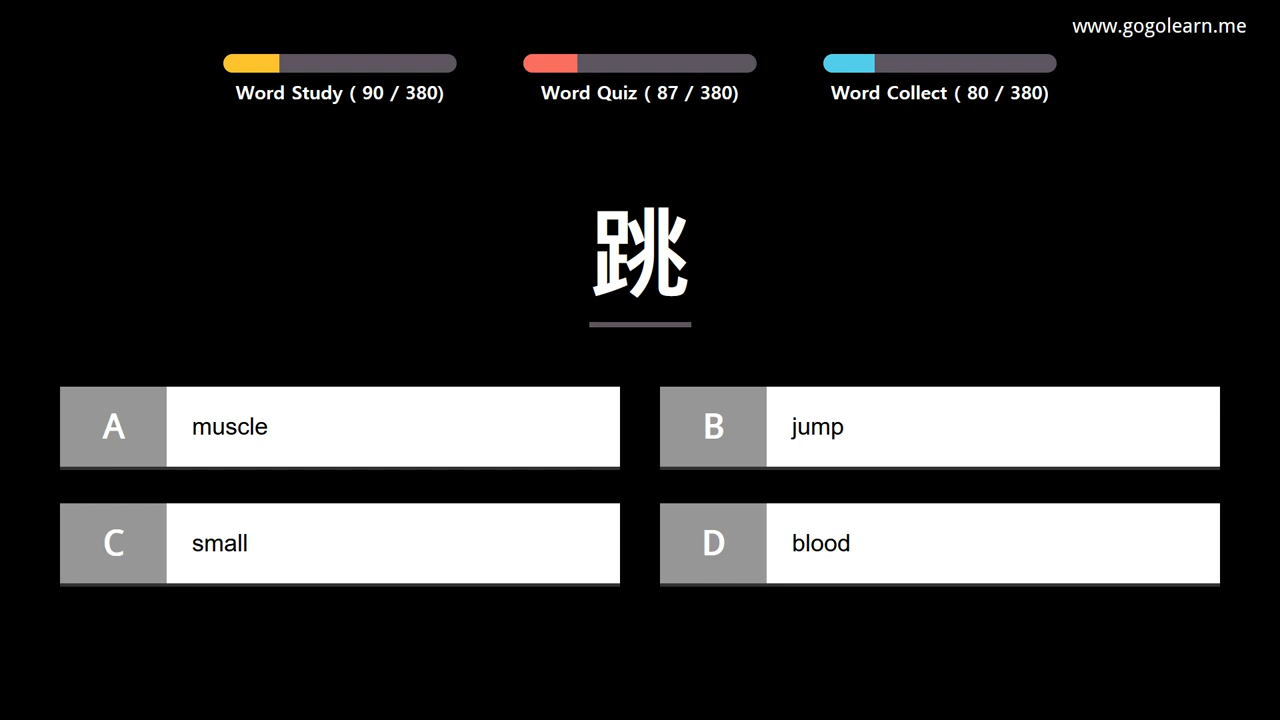 www.gogolearn.me
Word Study ( 90 / 380)
Word Quiz ( 87 / 380)
Word Collect ( 80 / 380)
跳
A muscle
B jump
C small
D blood